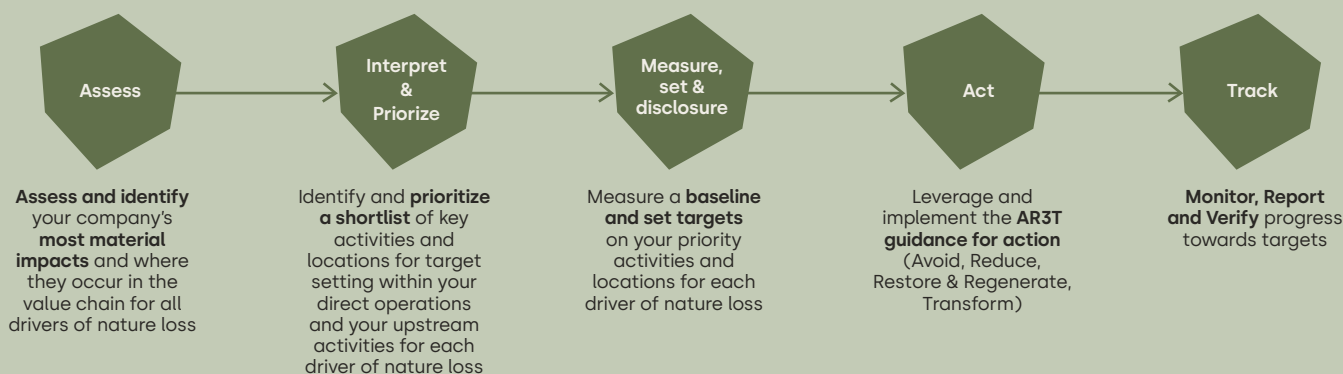 Assess
Interpret
&
Priorize
Measure,
set &
disclosure
Act
Track
Assess and identify
your company's
most material
impacts and where
they occur in the
value chain for all
drivers of nature loss
Identify and prioritize
a shortlist of key
activities and
locations for target
setting within your
direct operations
and your upstream
activities for each
driver of nature loss
Measure a baseline
and set targets
on your priority
activities and
locations for each
driver of nature loss
Leverage and
implement the AR3T
guidance for action
(Avoid, Reduce,
Restore & Regenerate,
Transform)
Monitor, Report
and Verify progress
towards targets